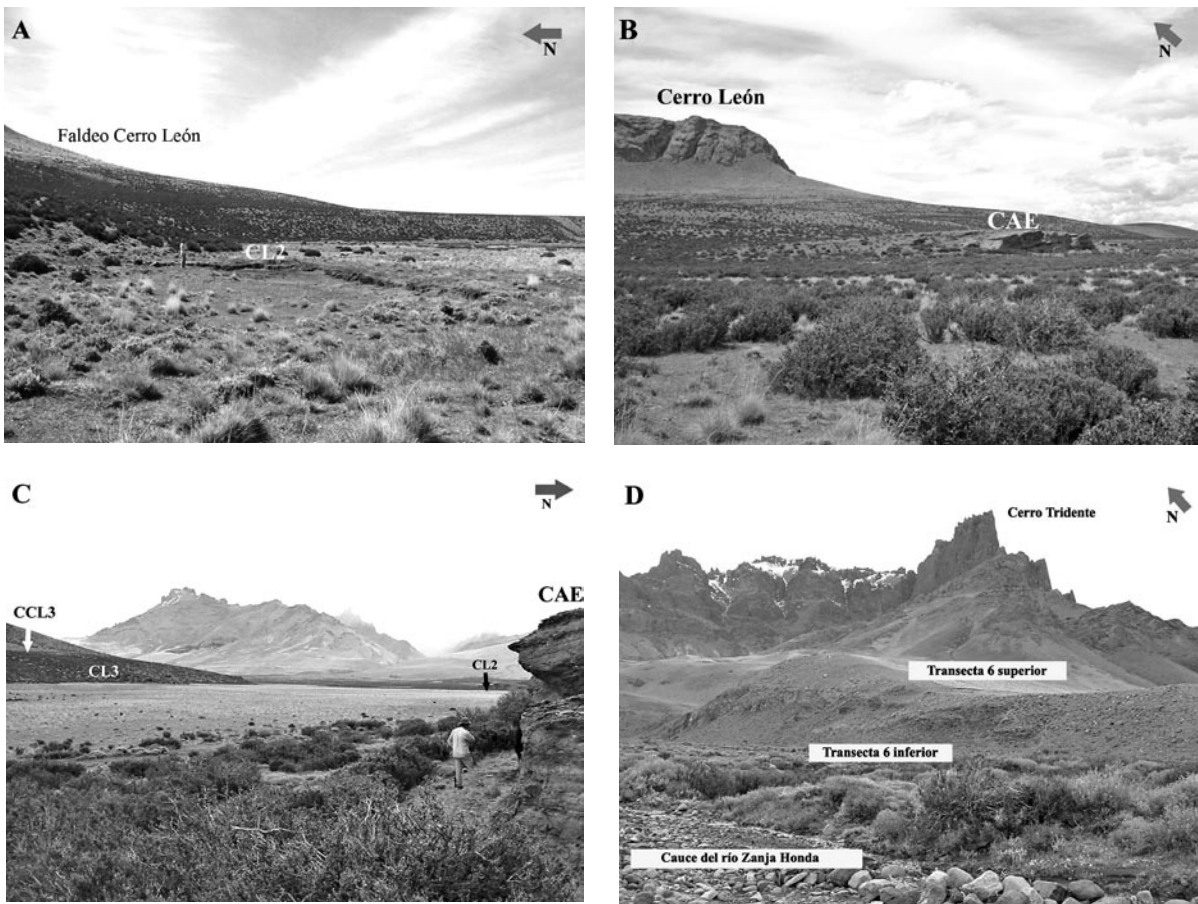 A
N
Faldeo Cerro León
CL2
B
N
Cerro León
CAE
C
N
CAE
CCL3
CL3
CL2
D
N
Cerro Tridente
Transecta 6 superior
Transecta 6 inferior
Cauce del río Zanja Honda